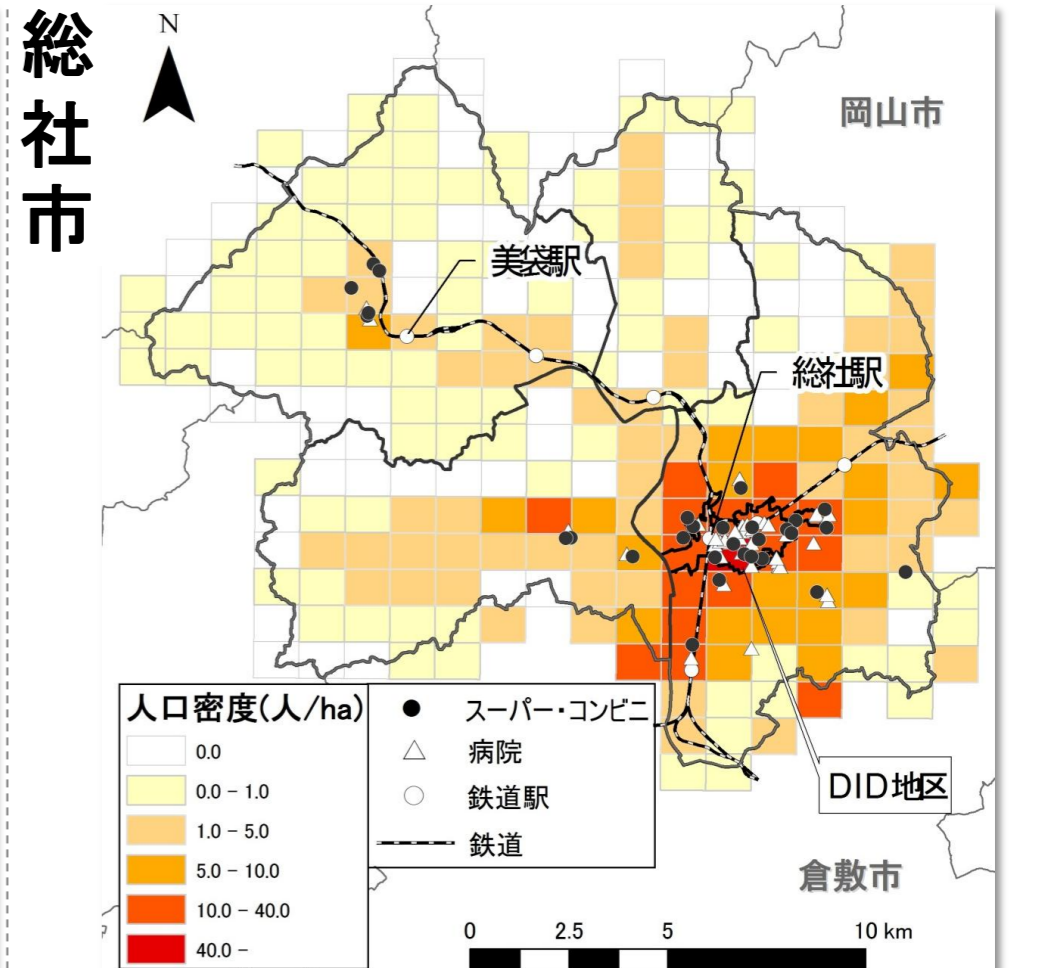 総社市
N
岡山市
美袋駅
総社駅
人口密度(人/ha)
0.0
0.0 - 1.0
1.0 - 5.0
5.0 - 10.0
10.0 - 40.0
40.0 -
スーパー・コンビニ
病院
鉄道駅
鉄道
DID地区
倉敷市
0 2.5 5 10 km